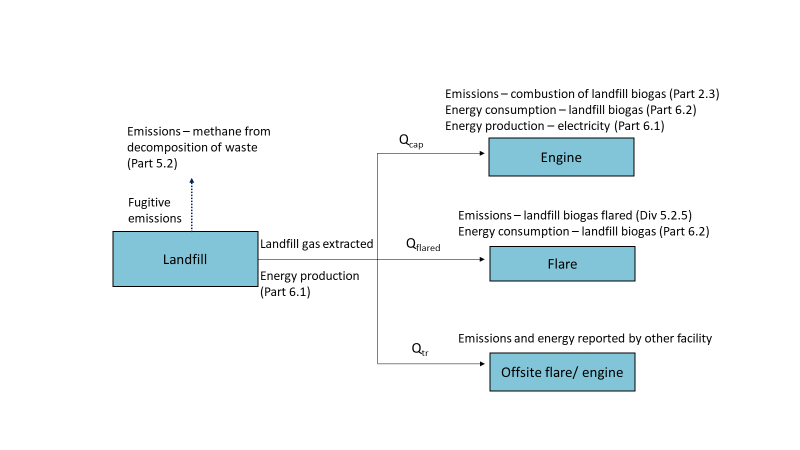 Emissions – combustion of landfill biogas (Part 2.3)
Energy consumption – landfill biogas (Part 6.2)
Energy production – electricity (Part 6.1)
Emissions – methane from
decomposition of waste
(Part 5.2)
Qcap
Engine
Fugitive
emissions
Emissions – landfill biogas flared (Div 5.2.5)
Energy consumption – landfill biogas (Part 6.2)
Landfill
Landfill gas extracted
Qflared
Flare
Energy production
(Part 6.1)
Emissions and energy reported by other facility
Qtr
Offsite flare/ engine